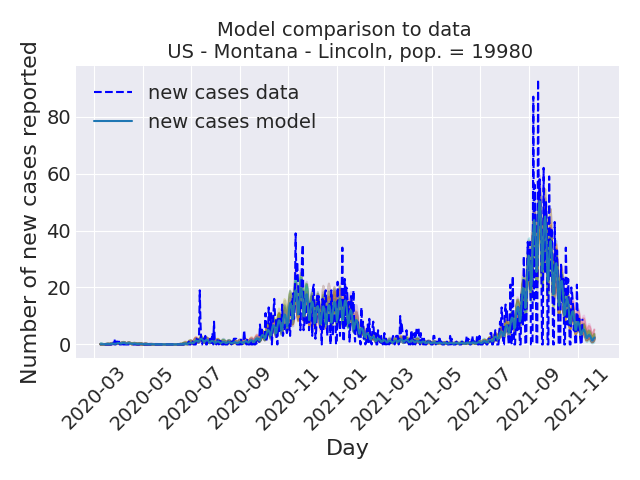 Model comparison to data
US - Montana - Lincoln, pop. = 19980
Number of new cases reported
80
60
40
20
0
new cases data
new cases model
2020-03
2020-05
2020-07
2020-09
2020-11
2021-01
2021-03
2021-05
2021-07
2021-09
2021-11
Day